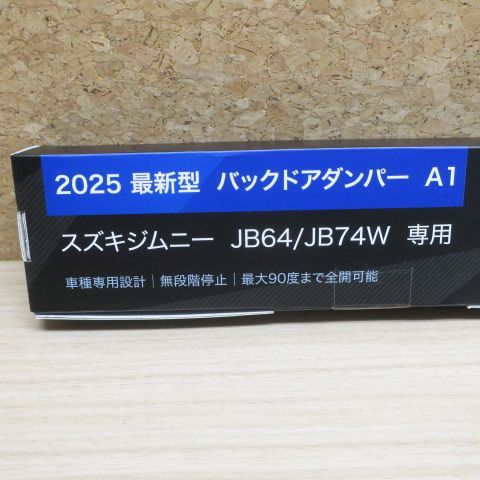 2025 最新型 バックドアダンパー A1
スズキジムニー JB64/JB74W 専用
車種専用設計｜無段階停止｜最大90度まで全開可能